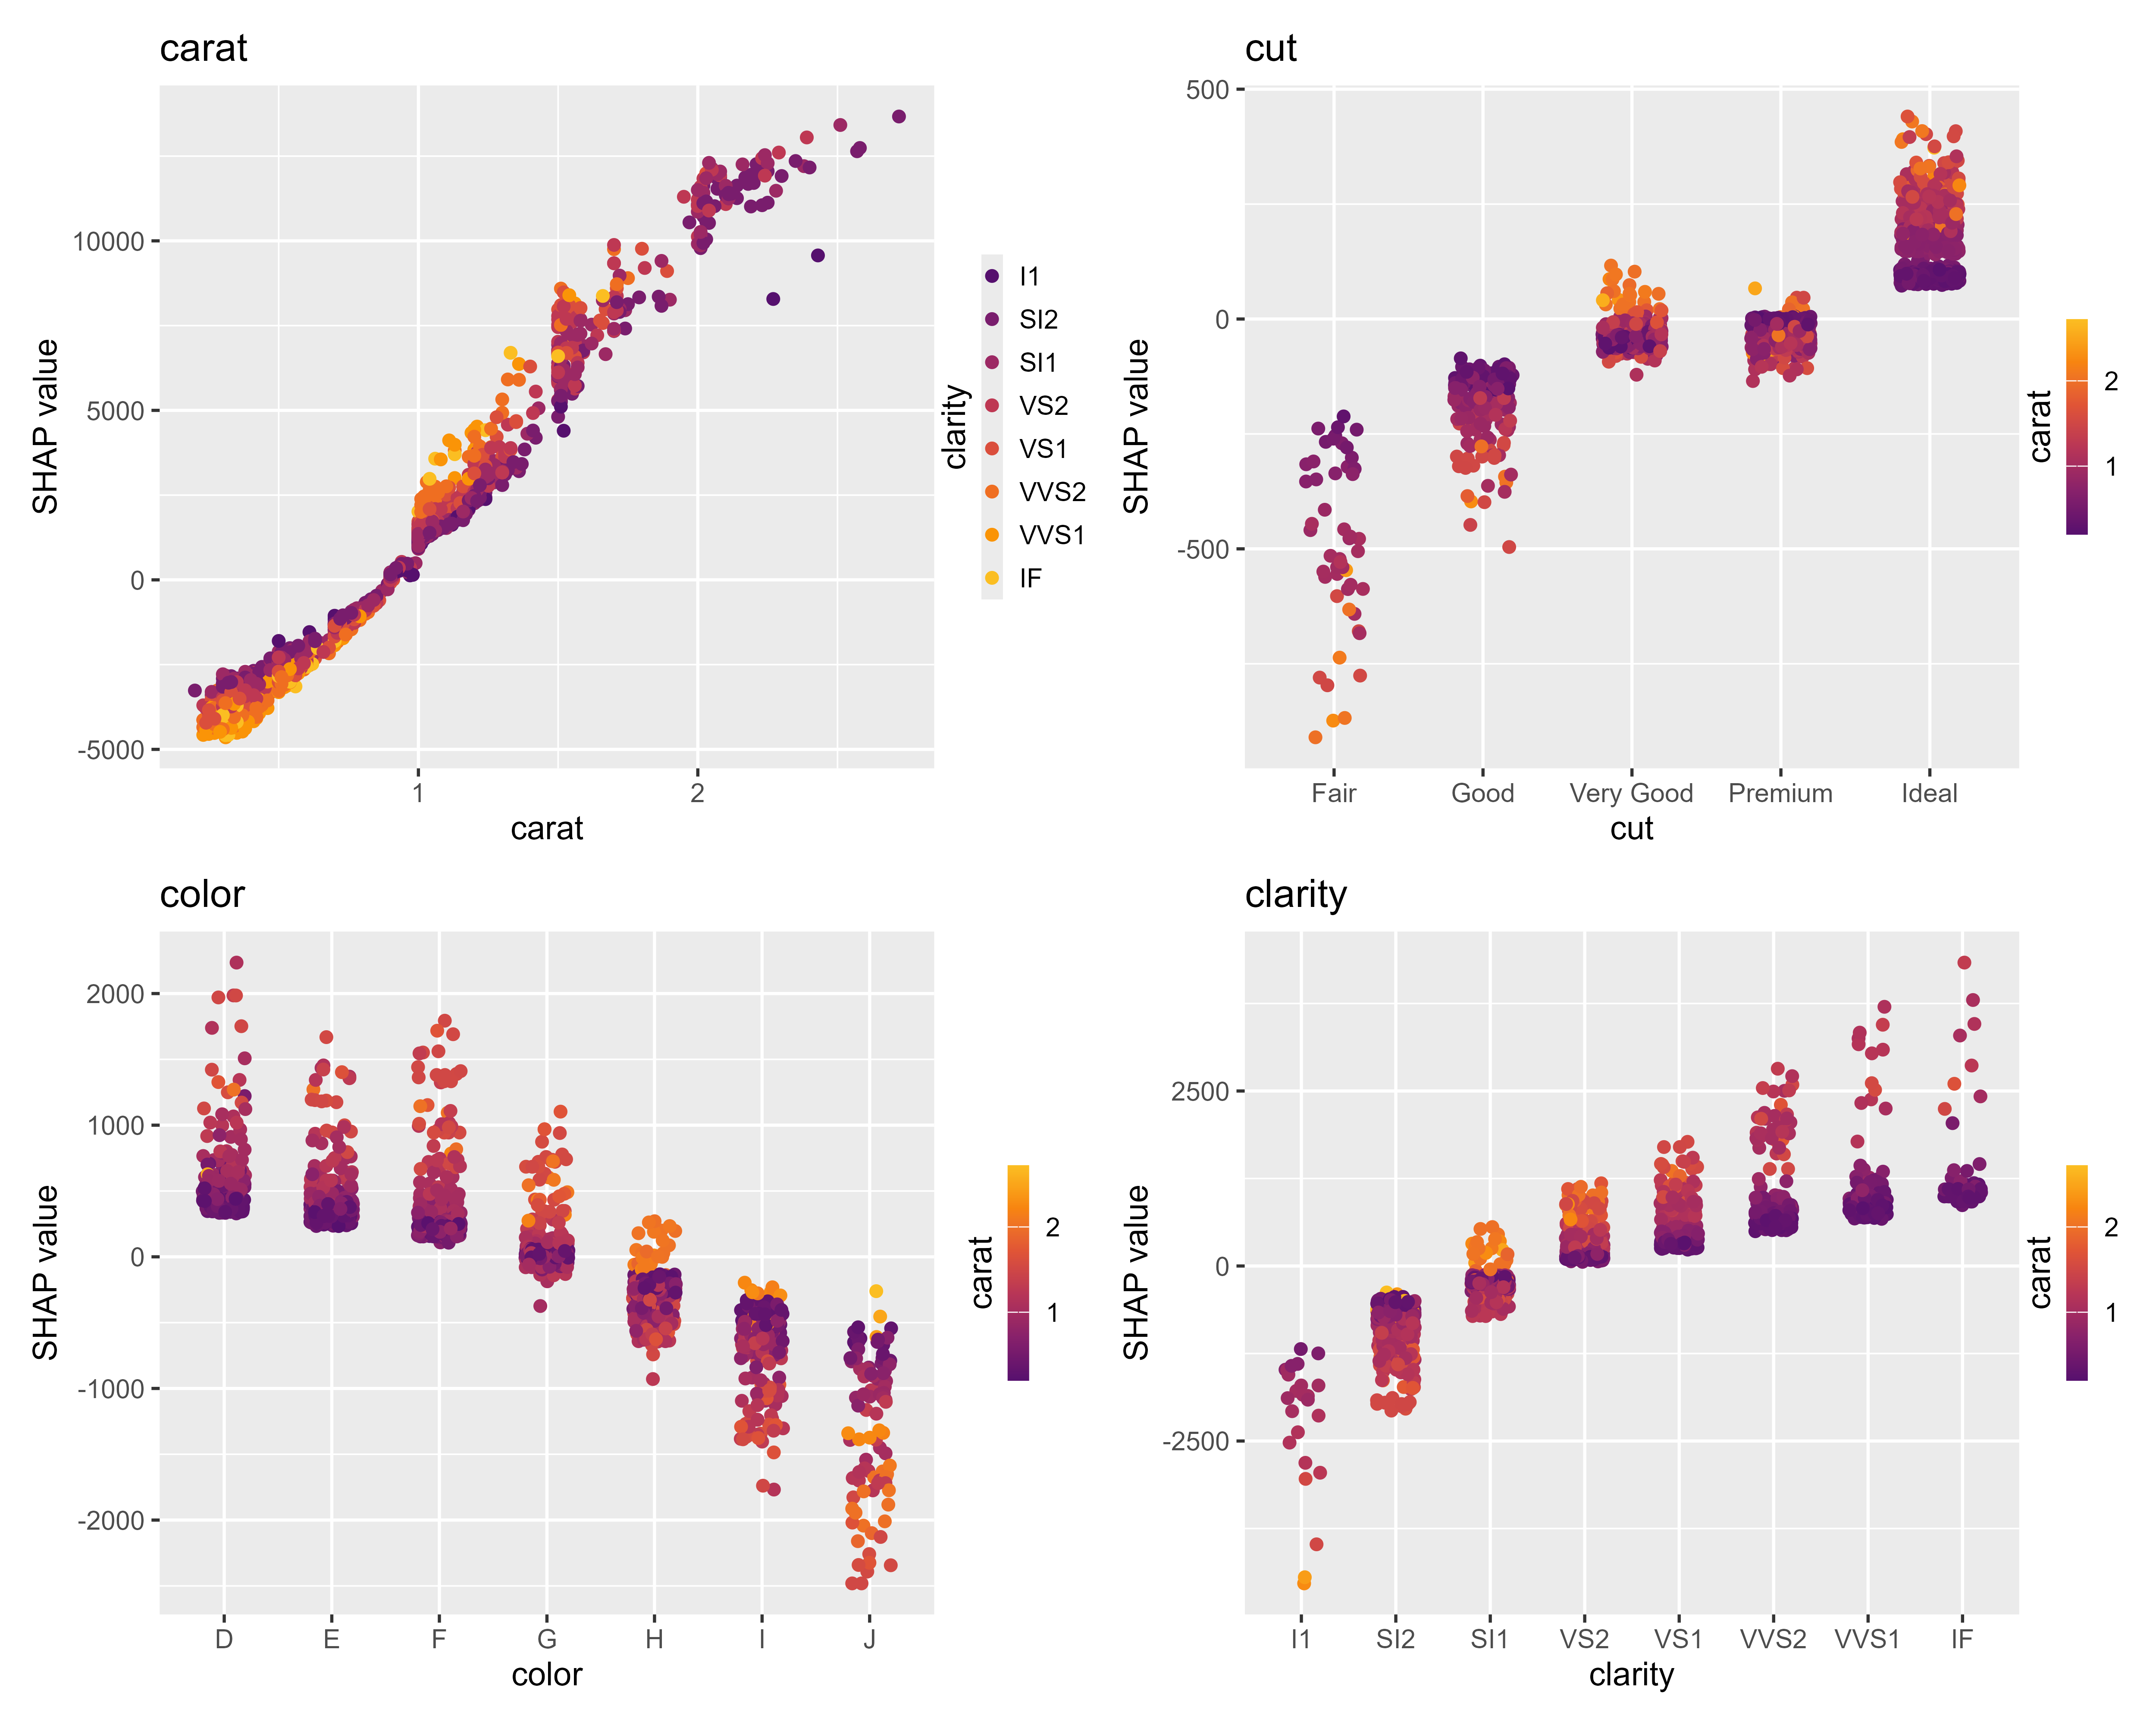 carat
SHAP value
10000
5000
0
-5000
1
2
carat
clarity
I1
SI2
SI1
VS2
VS1
VVS2
VVS1
IF
cut
SHAP value
500
0
-500
Fair
Good
Very Good
Premium
Ideal
cut
carat
2
1
color
SHAP value
2000
1000
0
-1000
-2000
D
E
F
G
H
I
J
color
carat
2
1
clarity
SHAP value
2500
0
-2500
I1
SI2
SI1
VS2
VS1
VVS2
VVS1
IF
clarity
carat
2
1